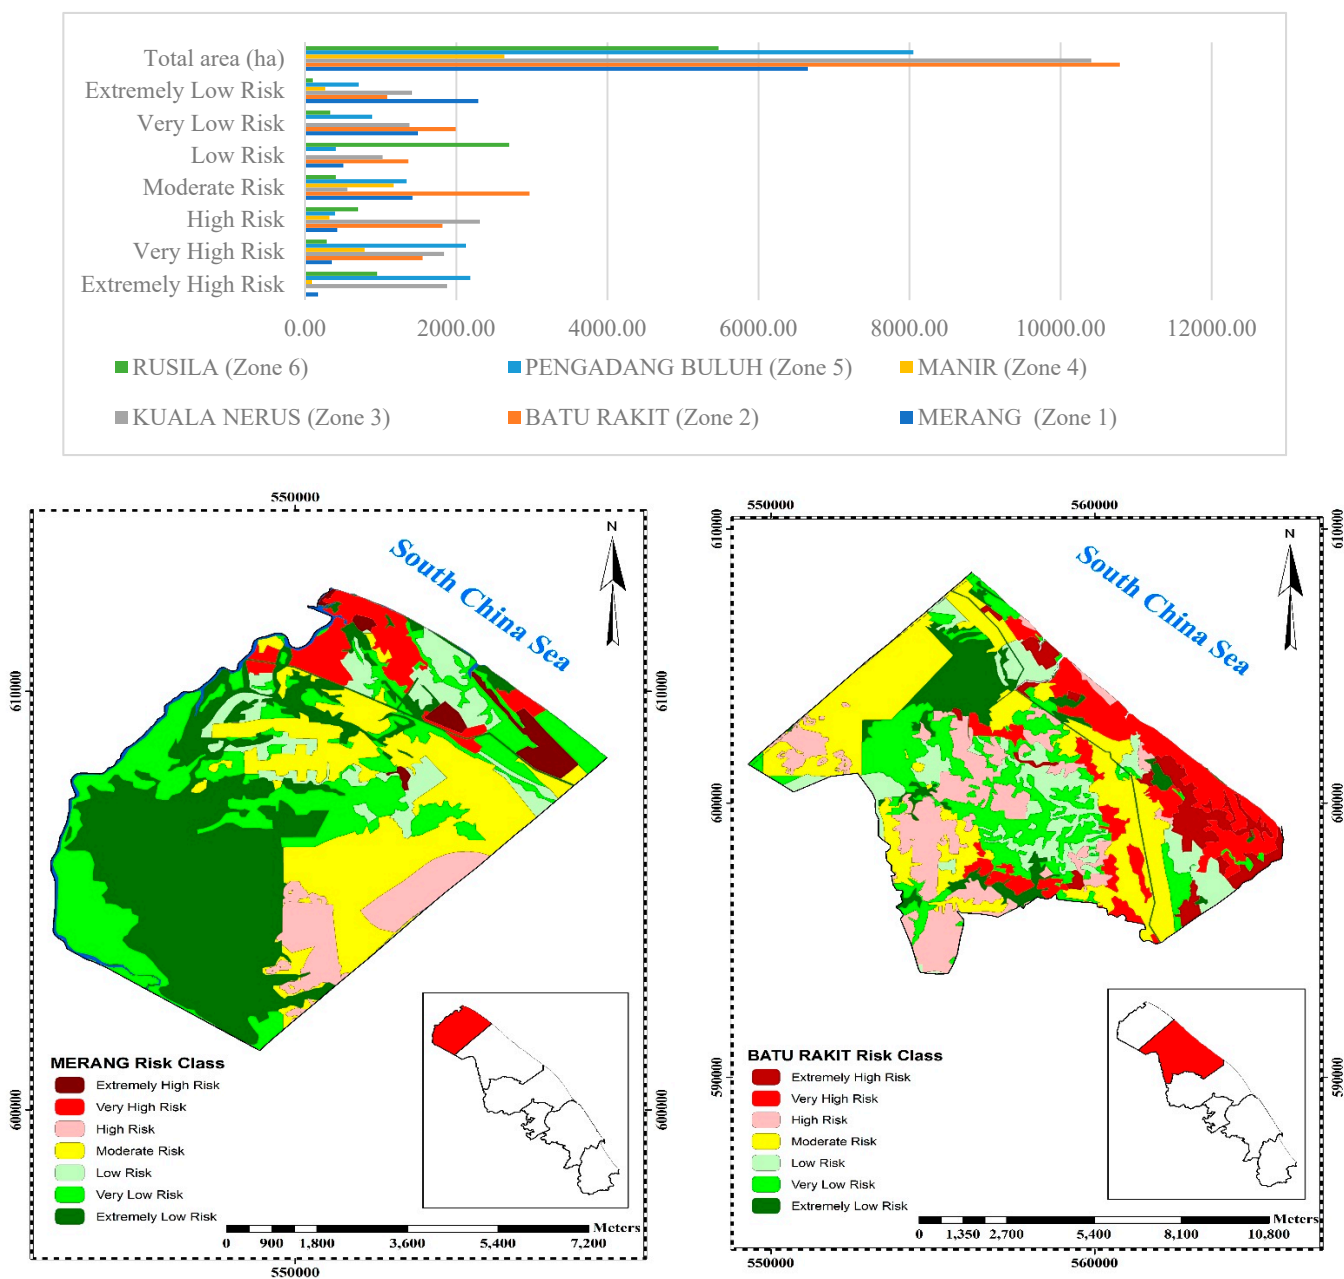 Total area (ha)
Extremely Low Risk
Very Low Risk
Low Risk
Moderate Risk
High Risk
Very High Risk
Extremely High Risk
0.00 2000.00 4000.00 6000.00 8000.00 10000.00 12000.00
RUSILA (Zone 6) PENGADANG BULUH (Zone 5) MANIR (Zone 4)
KUALA NERUS (Zone 3) BATU RAKIT (Zone 2) MERANG (Zone 1)
550000
N
South China Sea
610000
610000
600000
600000
MERANG Risk Class
Extremely High Risk
Very High Risk
High Risk
Moderate Risk
Low Risk
Very Low Risk
Extremely Low Risk
Meters
0 900 1,800 3,600 5,400 7,200
550000
550000 560000
N
South China Sea
610000
610000
600000
600000
590000
590000
BATU RAKIT Risk Class
Extremely High Risk
Very High Risk
High Risk
Moderate Risk
Low Risk
Very Low Risk
Extremely Low Risk
Meters
0 1,350 2,700 5,400 8,100 10,800
550000 560000